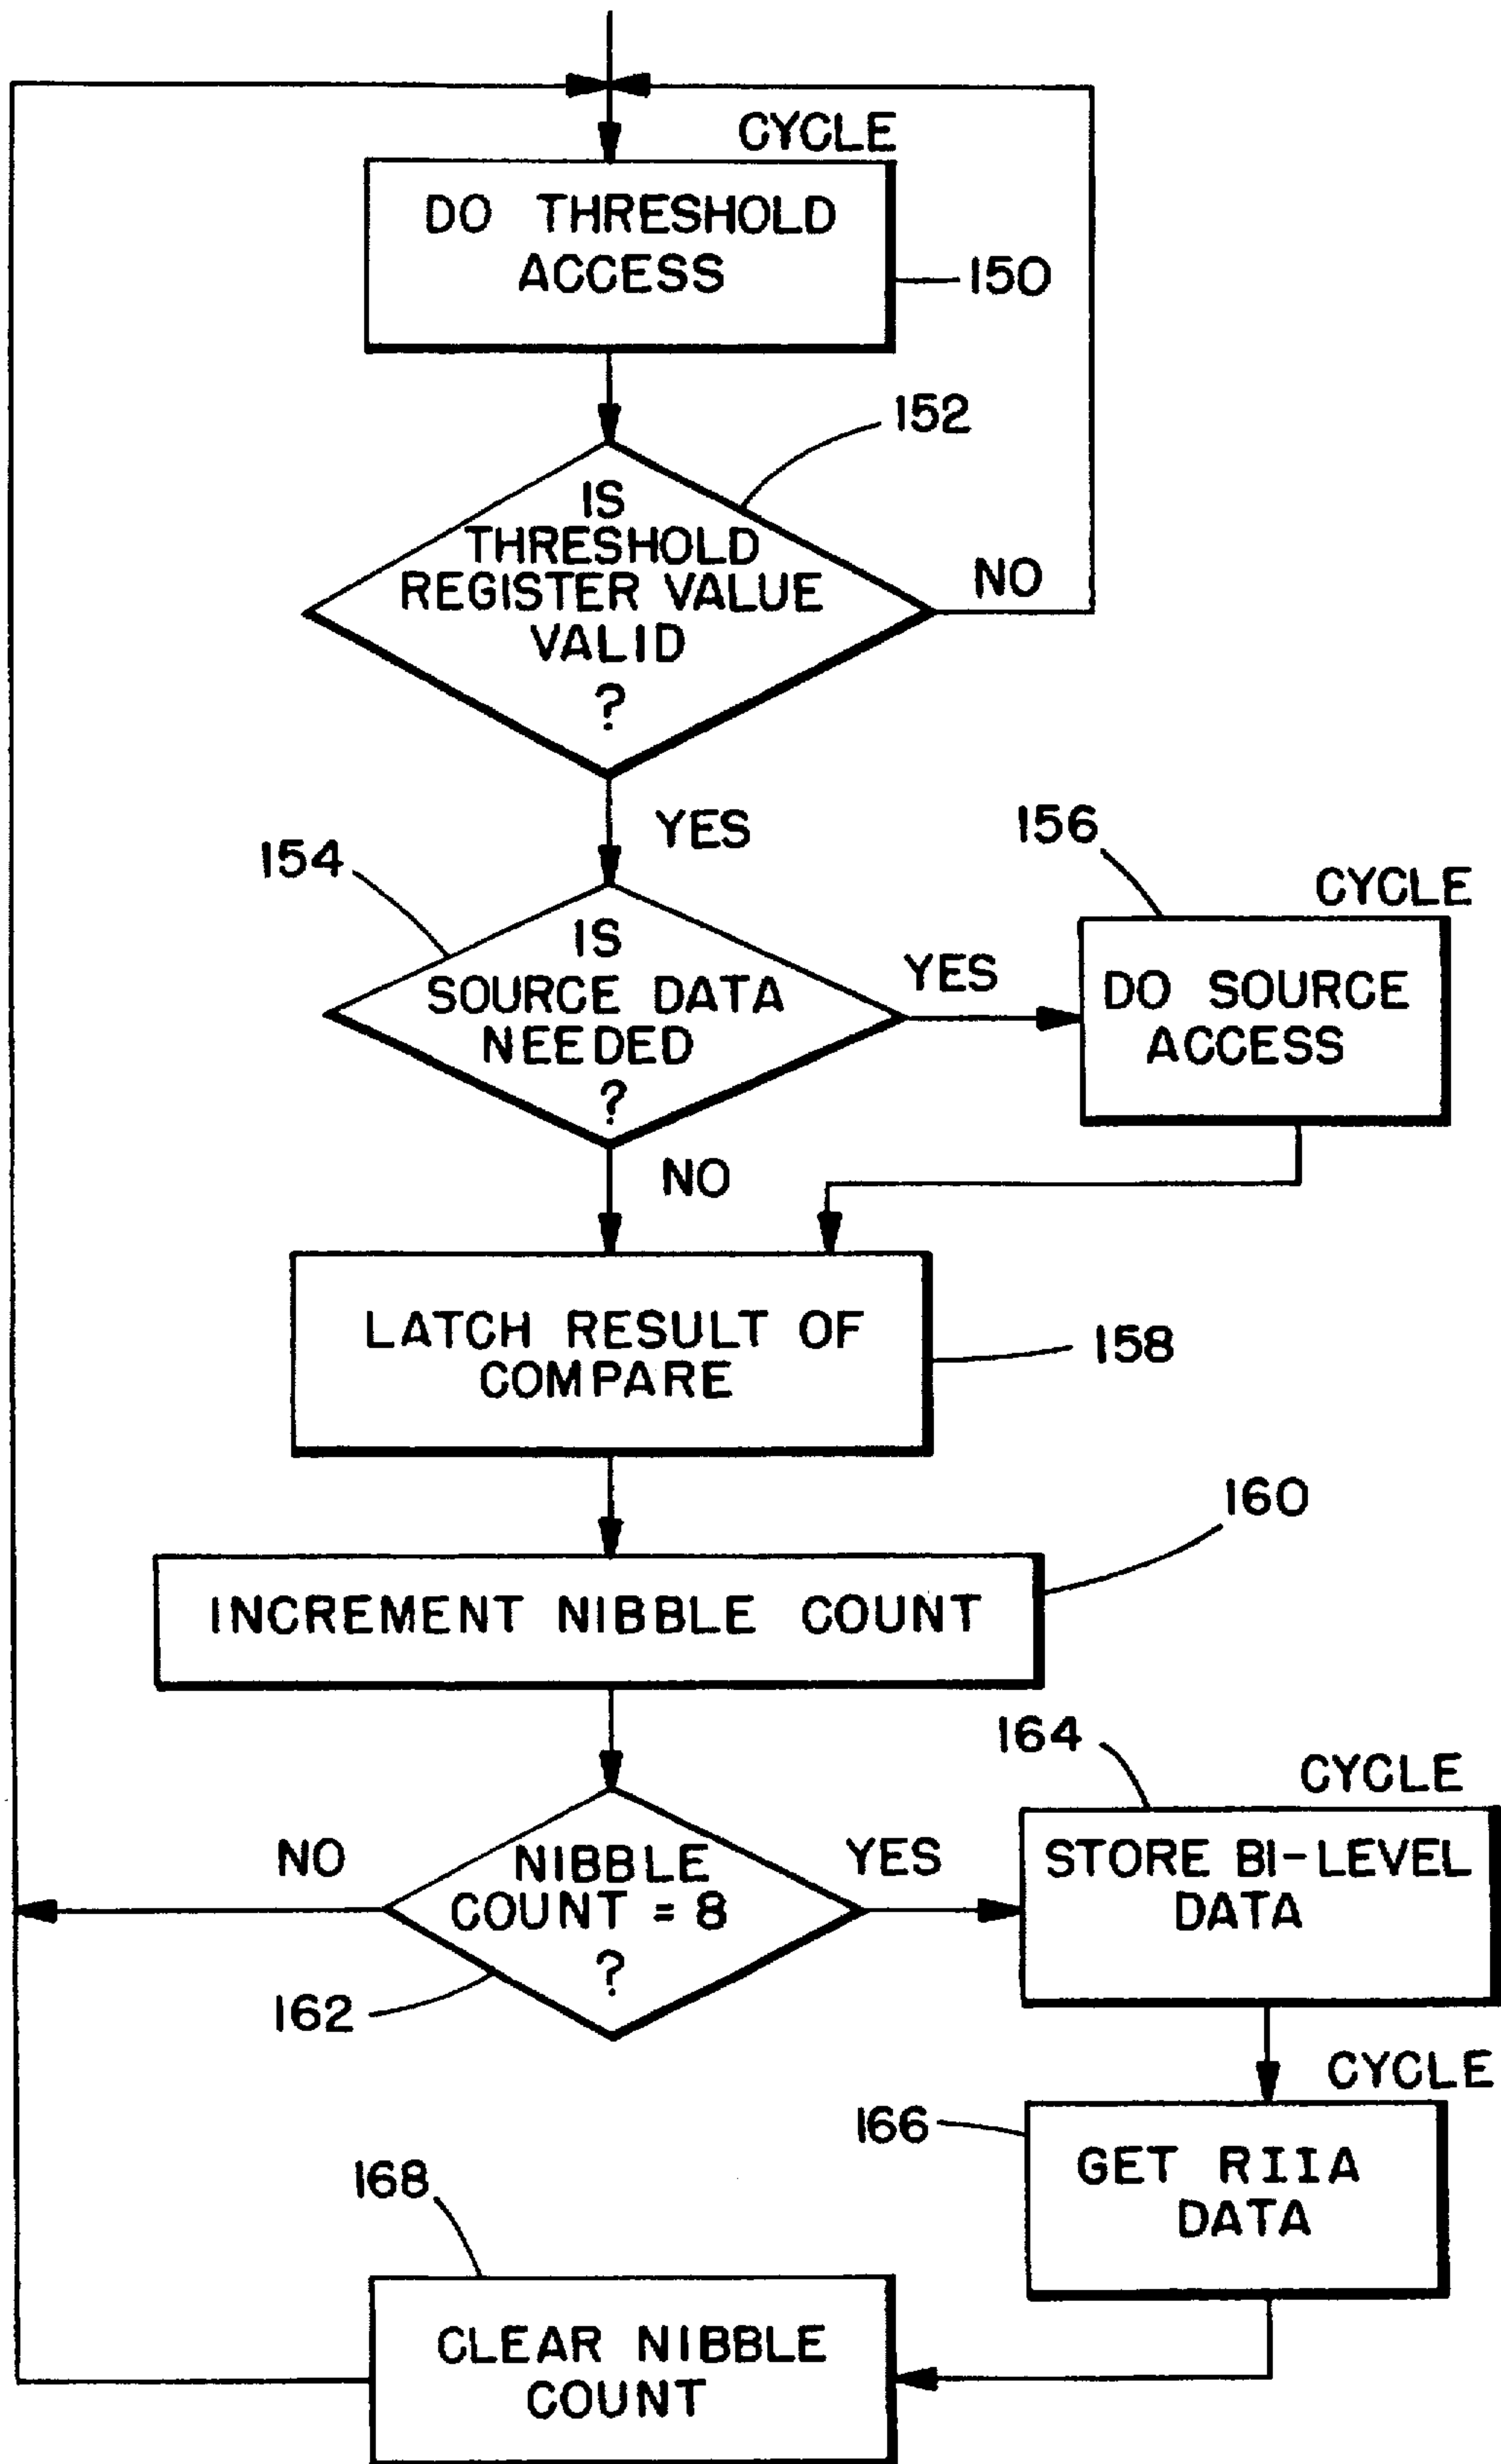 CYCLE
DO THRESHOLD
ACCESS
150
152
IS
THRESHOLD
REGISTER VALUE
VALID
?
NO
YES
154
156
CYCLE
IS
SOURCE DATA
NEEDED
?
YES
DO SOURCE
ACCESS
NO
LATCH RESULT OF
COMPARE
158
160
INCREMENT NIBBLE COUNT
164
CYCLE
NO
NIBBLE
COUNT = 8
?
YES
STORE BI-LEVEL
DATA
162
CYCLE
166
GET RIIA
DATA
168
CLEAR NIBBLE
COUNT